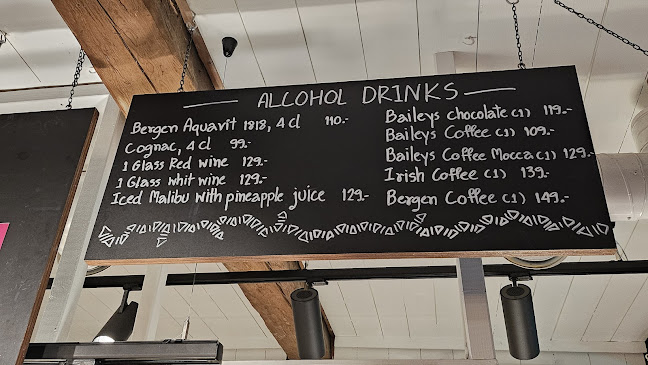 ALCOHOL DRINKS
Bergen Aquavit 1818, 4 cl 110.-
Cognac, 4 cl 99.-
1 Glass Red wine 129.-
1 Glass whit wine 129.-
Iced Malibu with pineapple juice 129.-
Baileys chocolate (1) 119.-
Baileys Coffee (1) 109.-
Baileys Coffee Mocca (1) 129.-
Irish Coffee (1) 139.-
Bergen Coffee (1) 149.-